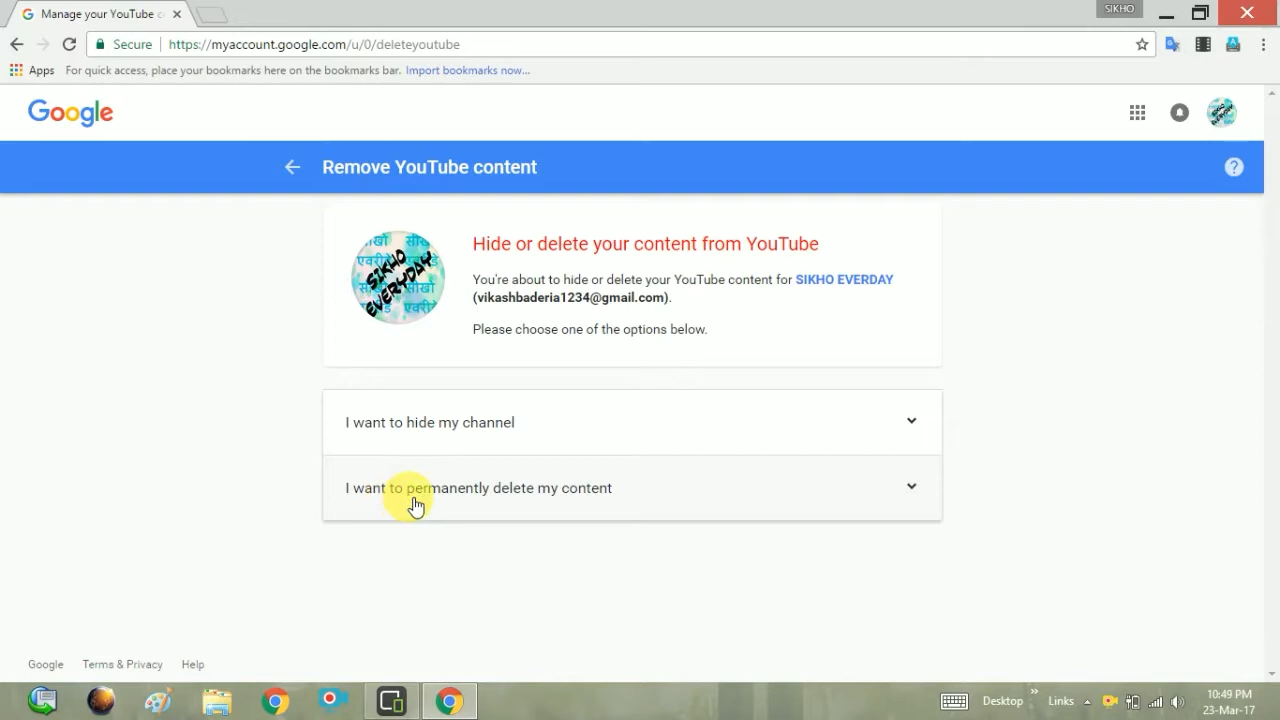 Manage your YouTube c
SIKHO
Secure
https://myaccount.google.com/u/0/deleteyoutube
Apps
For quick access, place your bookmarks here on the bookmarks bar. Import bookmarks now...
Google
Remove YouTube content
सीखो
एवरीडे
SIKHO
EVERYDAY
Hide or delete your content from YouTube
You're about to hide or delete your YouTube content for SIKHO EVERDAY
(vikashbaderia1234@gmail.com).
Please choose one of the options below.
I want to hide my channel
I want to permanently delete my content
Google
Terms & Privacy
Help
Desktop
Links
10:49 PM
23-Mar-17